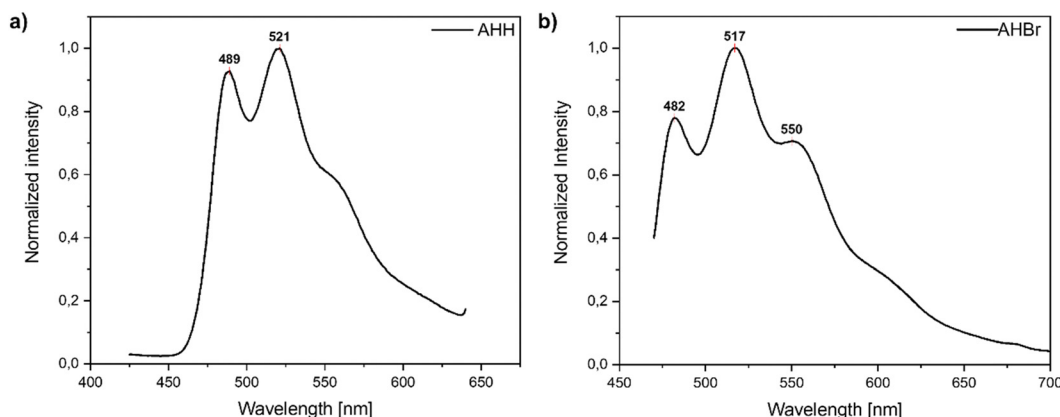 a)
AHH
489
521
1,0
0,8
0,6
0,4
0,2
0,0
Normalized intensity
400 450 500 550 600 650
Wavelength [nm]
b)
AHBr
482
517
550
1,0
0,8
0,6
0,4
0,2
0,0
Normalized Intensity
450 500 550 600 650 700
Wavelength [nm]